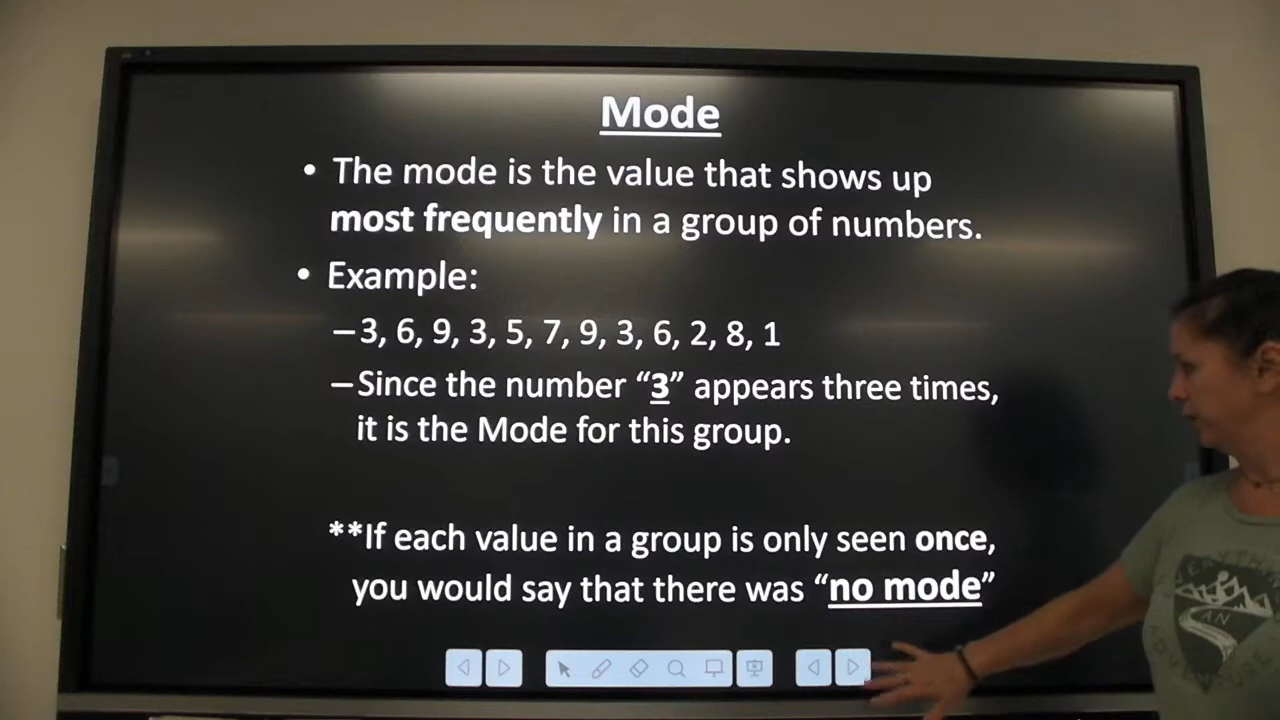 Mode
• The mode is the value that shows up
most frequently in a group of numbers.
• Example:
–3, 6, 9, 3, 5, 7, 9, 3, 6, 2, 8, 1
–Since the number “3” appears three times,
it is the Mode for this group.
**If each value in a group is only seen once,
you would say that there was “no mode”
AN